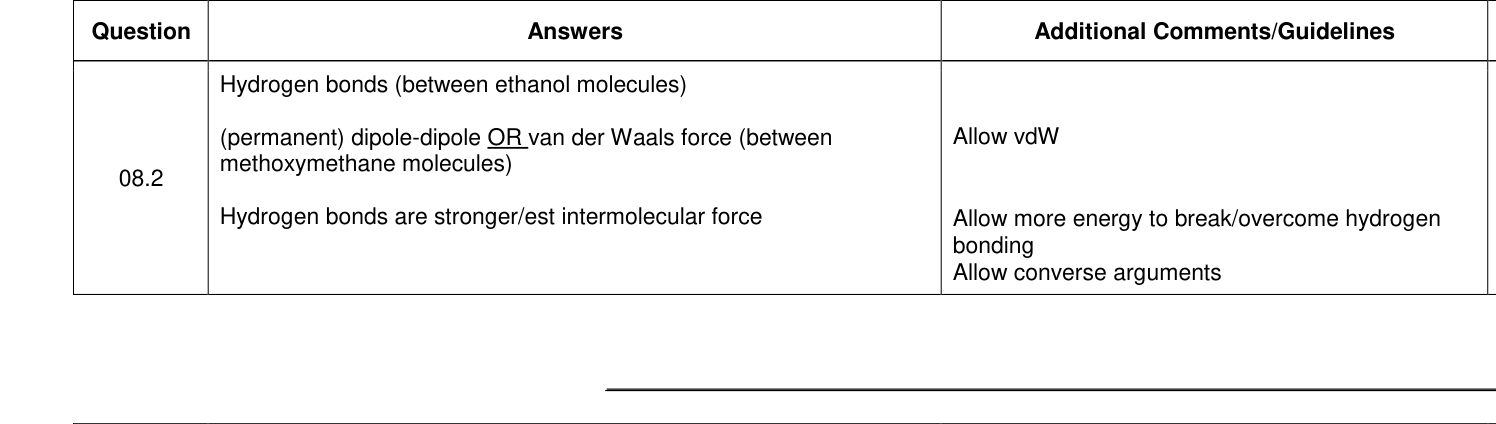 Question Answers Additional Comments/Guidelines
08.2
Hydrogen bonds (between ethanol molecules)
(permanent) dipole-dipole OR van der Waals force (between
methoxymethane molecules)
Hydrogen bonds are stronger/est intermolecular force
Allow vdW
Allow more energy to break/overcome hydrogen
bonding
Allow converse arguments